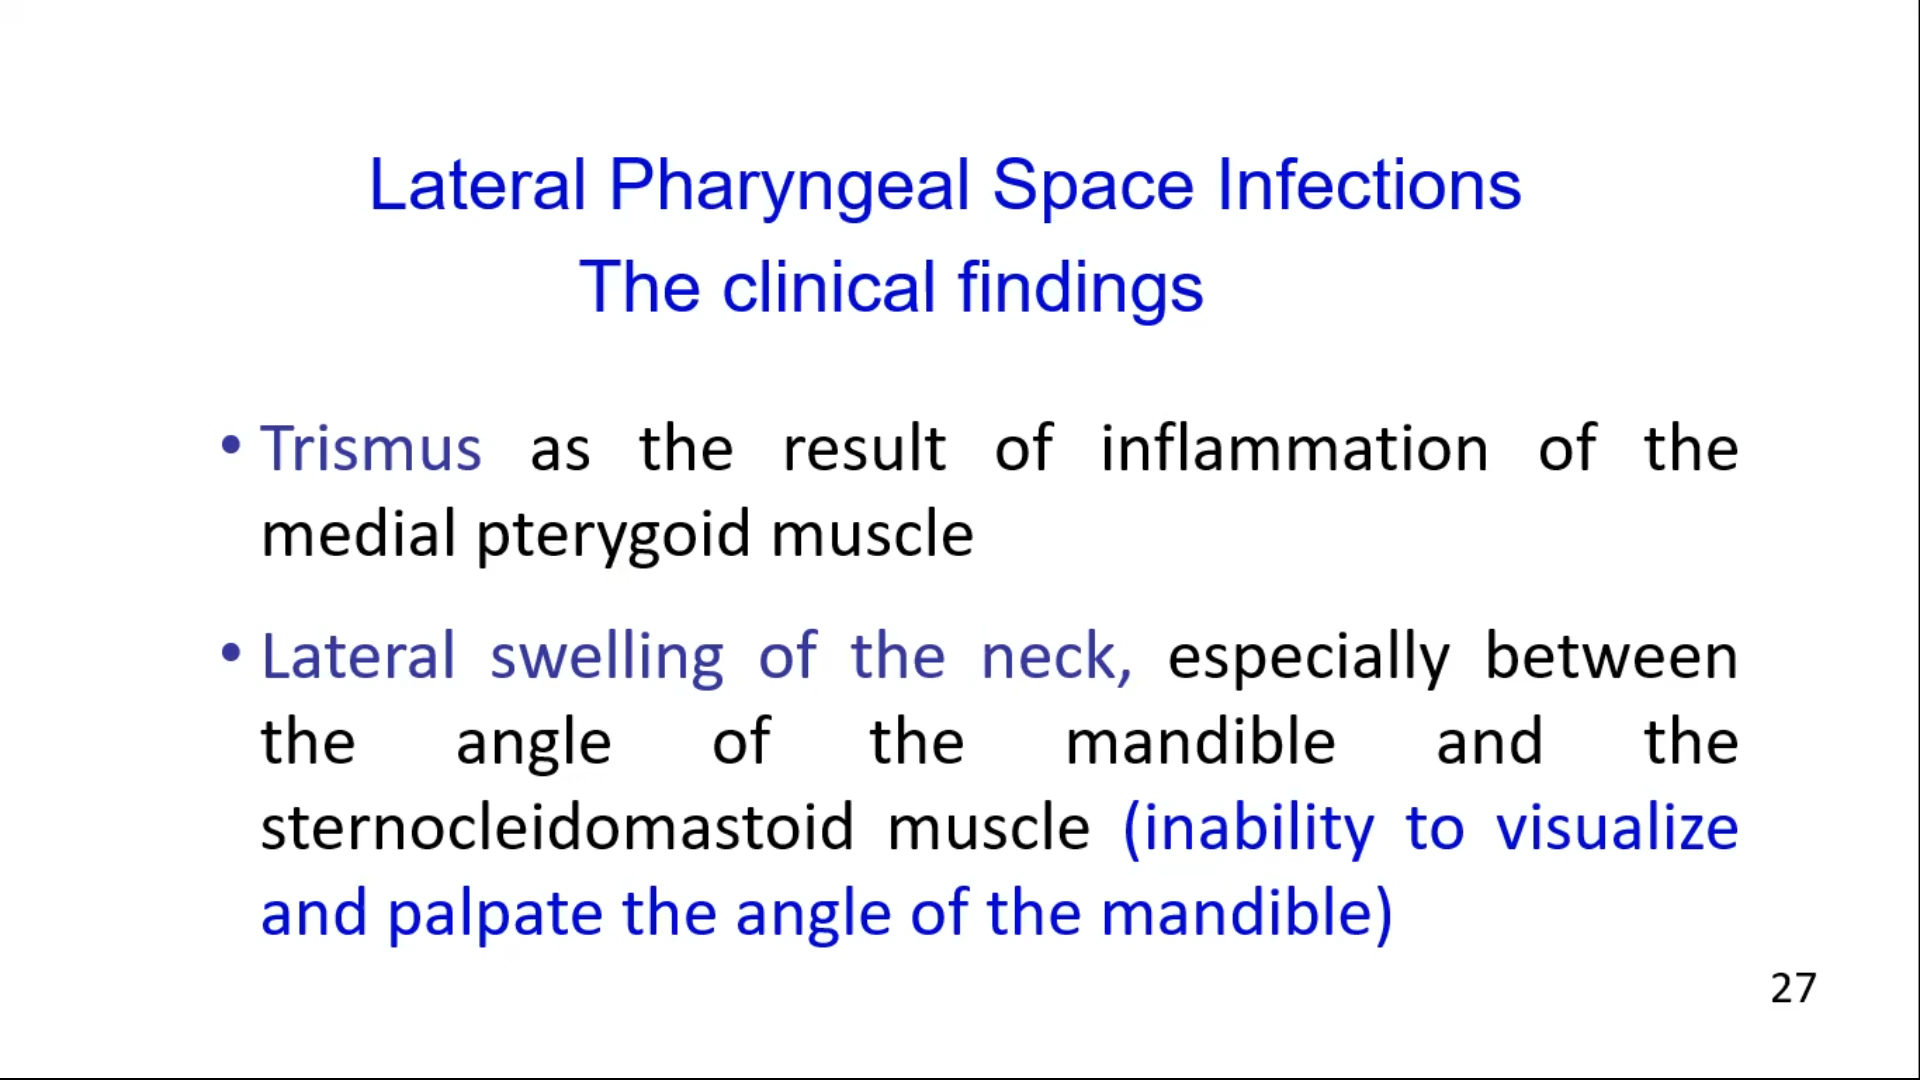 Lateral Pharyngeal Space Infections
The clinical findings
• Trismus as the result of inflammation of the
medial pterygoid muscle
• Lateral swelling of the neck, especially between
the angle of the mandible and the
sternocleidomastoid muscle (inability to visualize
and palpate the angle of the mandible)
27